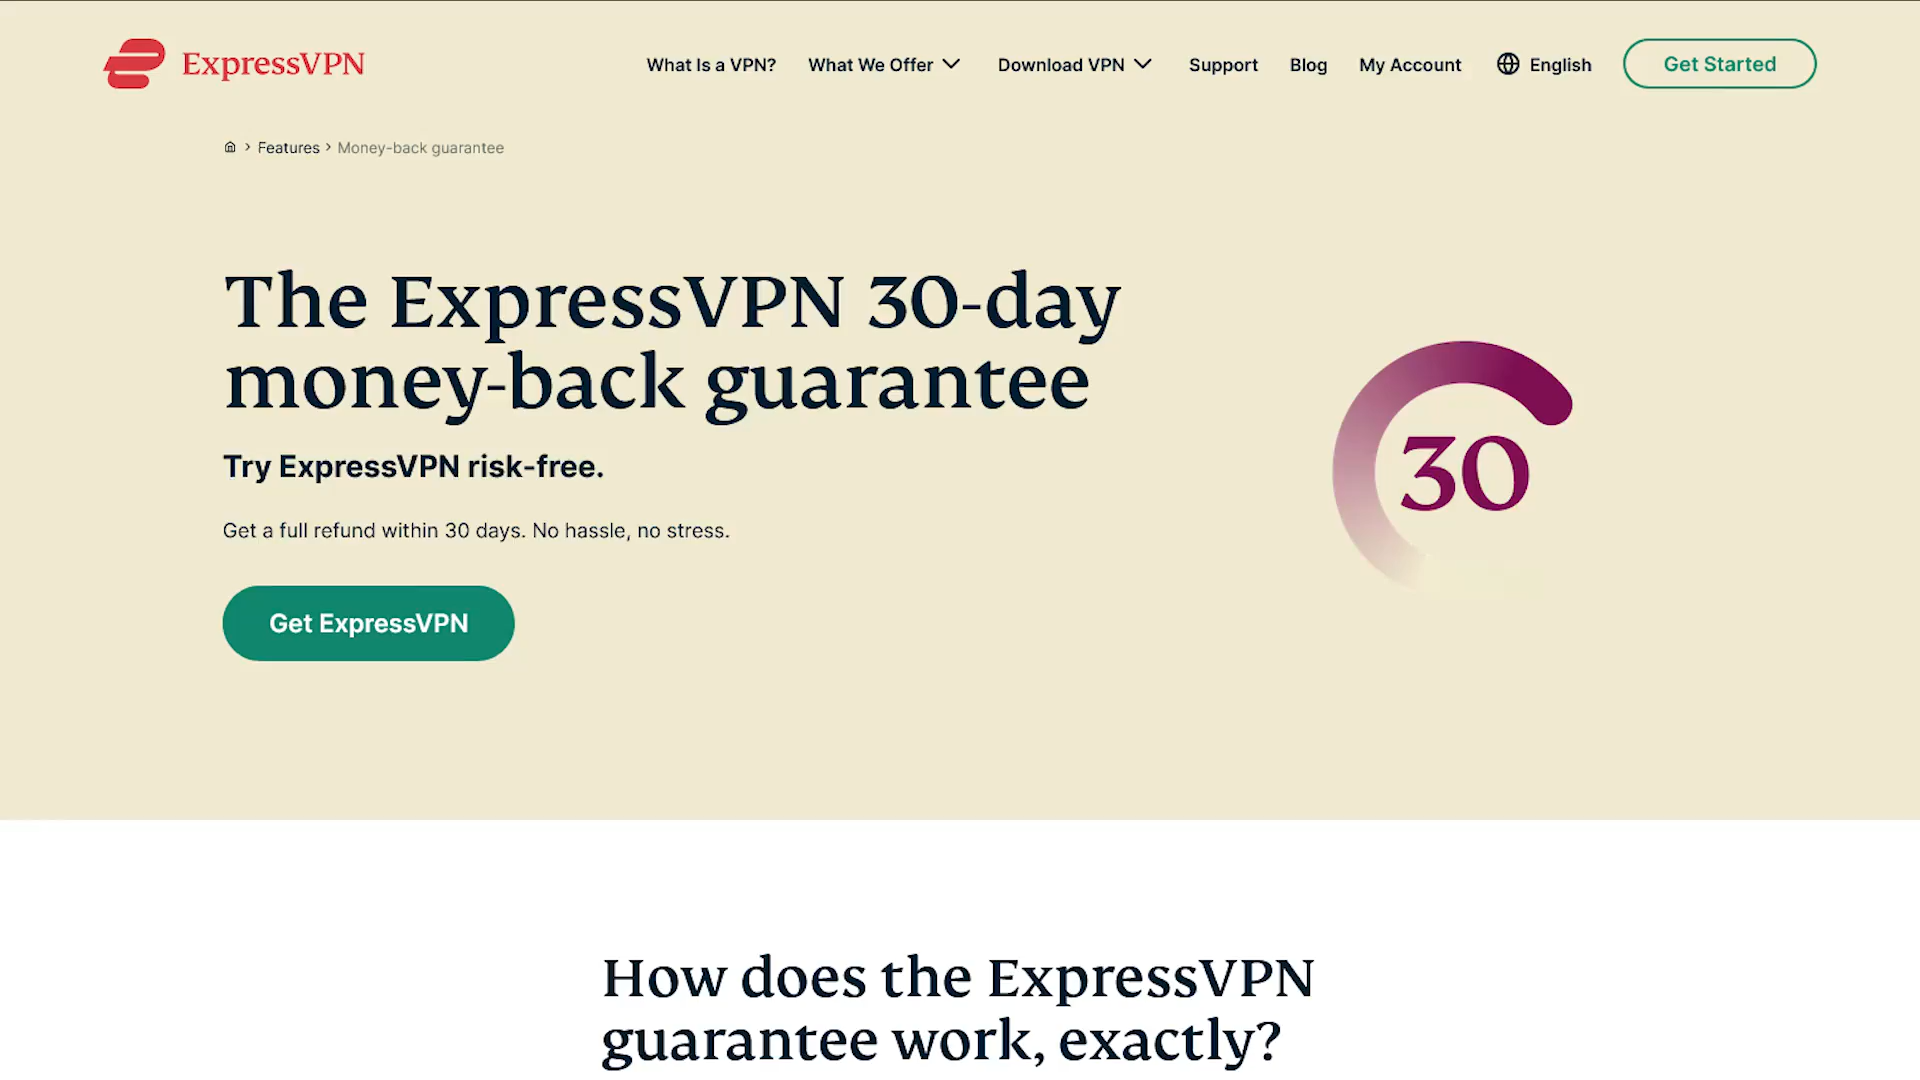 ExpressVPN
What Is a VPN? What We Offer Download VPN Support Blog My Account English Get Started
Features > Money-back guarantee
The ExpressVPN 30-day
money-back guarantee
Try ExpressVPN risk-free.
Get a full refund within 30 days. No hassle, no stress.
Get ExpressVPN
30
How does the ExpressVPN
guarantee work, exactly?